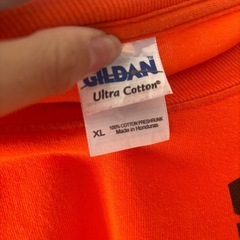 GILDAN
Ultra Cotton®
XL 100% COTTON PRESHRUNK
Made in Honduras